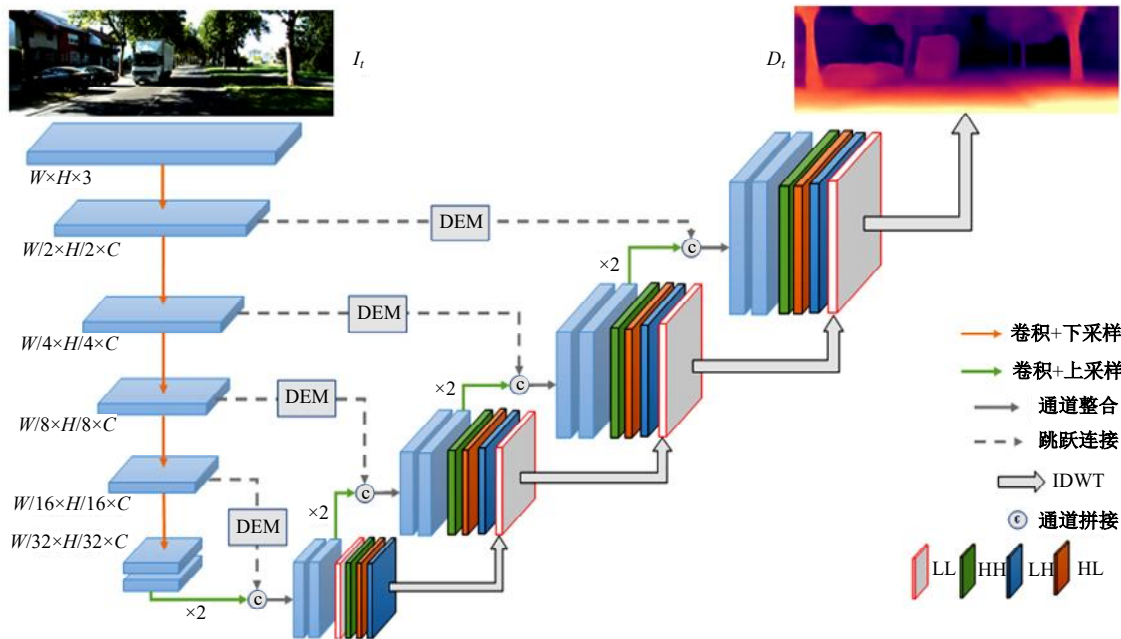 I_t
D_t
W×H×3
DEM
W/2×H/2×C
×2
DEM
W/4×H/4×C
×2
DEM
W/8×H/8×C
×2
DEM
W/16×H/16×C
W/32×H/32×C
×2
c
c
c
c
卷积+下采样
卷积+上采样
通道整合
跳跃连接
IDWT
c 通道拼接
LL HH LH HL